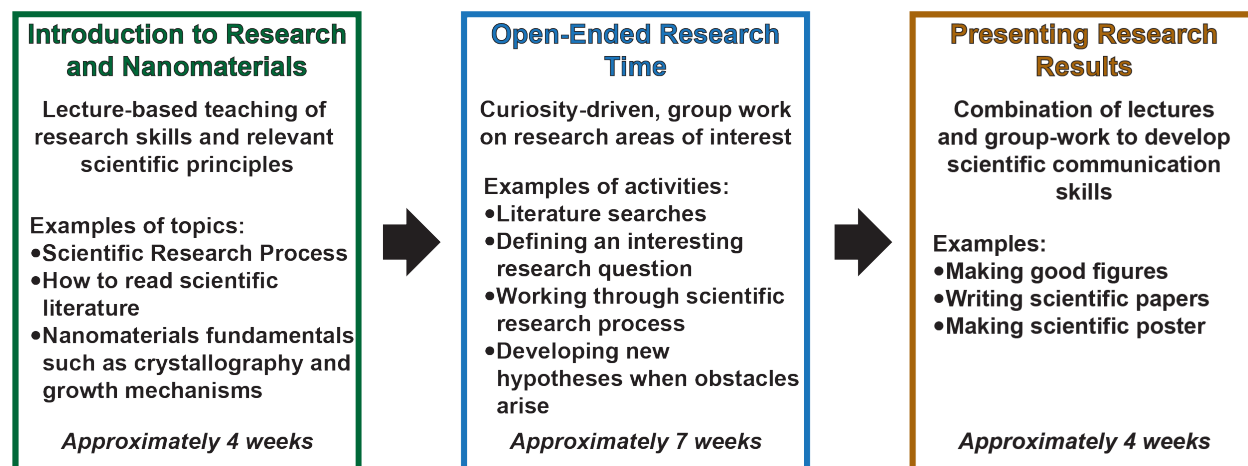 Introduction to Research
and Nanomaterials
Lecture-based teaching of
research skills and relevant
scientific principles
Examples of topics:
•Scientific Research Process
•How to read scientific
literature
•Nanomaterials fundamentals
such as crystallography and
growth mechanisms
Approximately 4 weeks
Open-Ended Research
Time
Curiosity-driven, group work
on research areas of interest
Examples of activities:
•Literature searches
•Defining an interesting
research question
•Working through scientific
research process
•Developing new
hypotheses when obstacles
arise
Approximately 7 weeks
Presenting Research
Results
Combination of lectures
and group-work to develop
scientific communication
skills
Examples:
•Making good figures
•Writing scientific papers
•Making scientific poster
Approximately 4 weeks